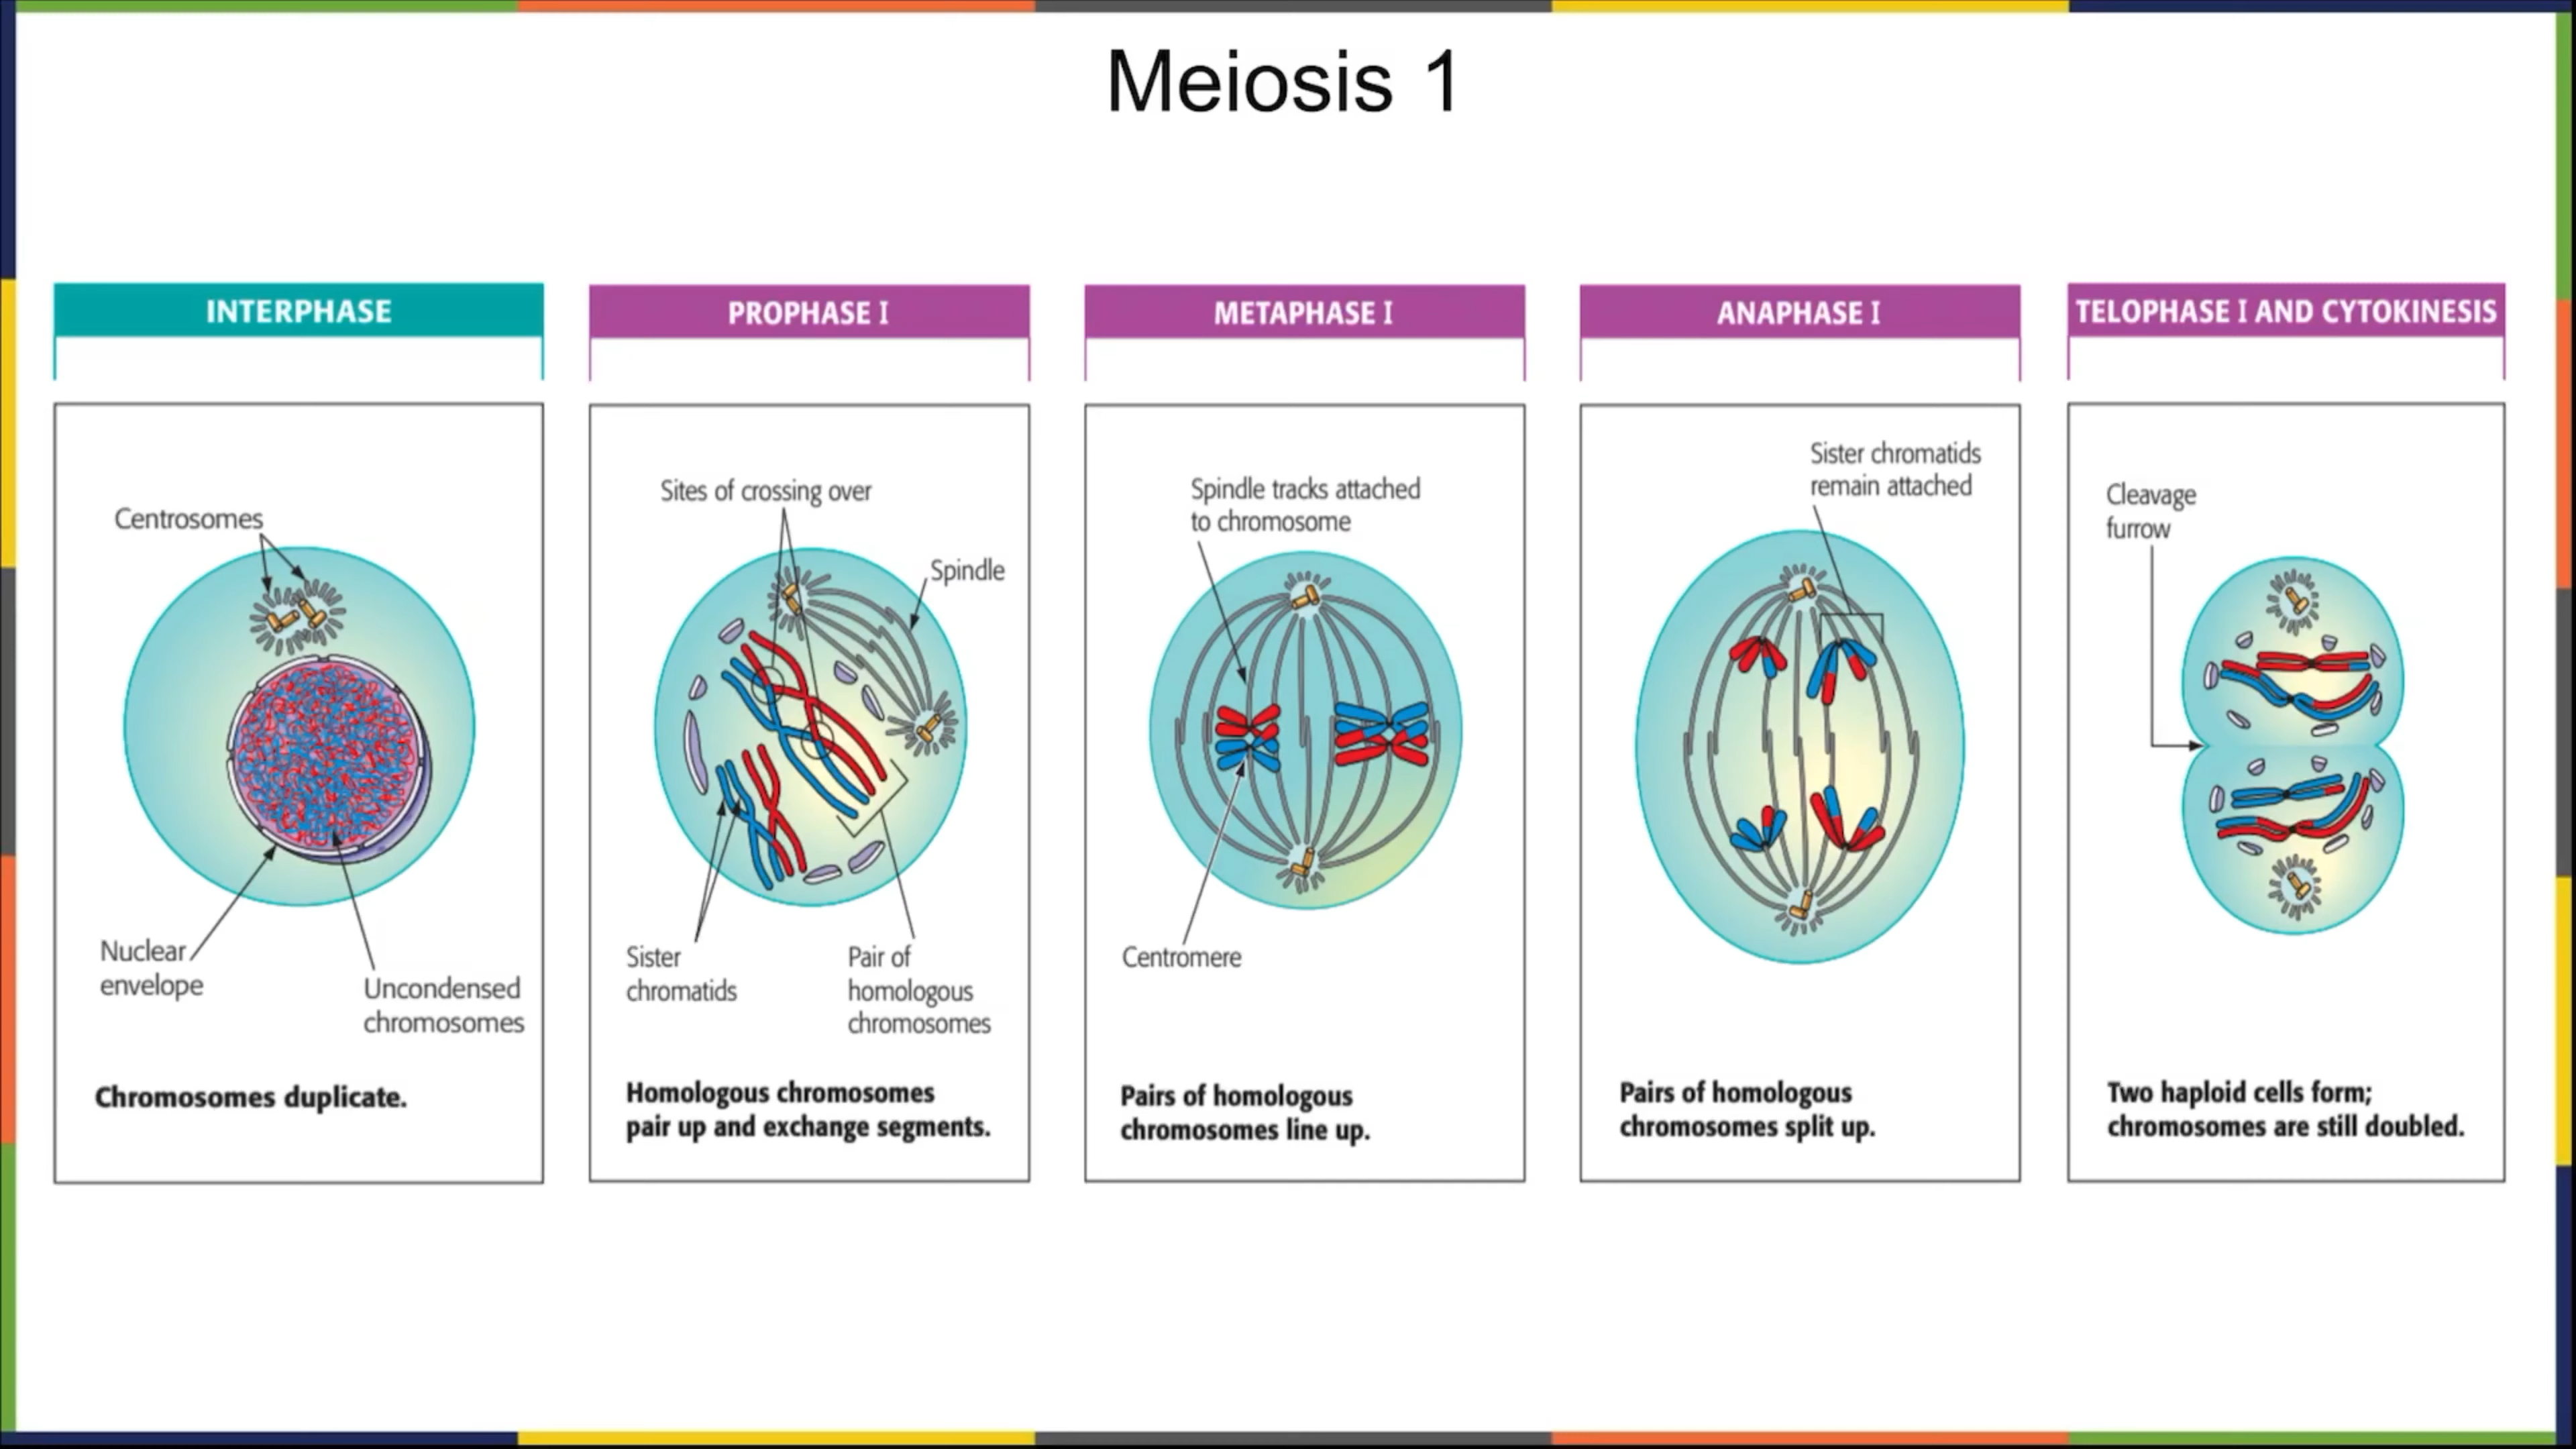 Meiosis 1
INTERPHASE
Centrosomes
Nuclear
envelope
Uncondensed
chromosomes
Chromosomes duplicate.
PROPHASE I
Sites of crossing over
Spindle
Sister
chromatids
Pair of
homologous
chromosomes
Homologous chromosomes
pair up and exchange segments.
METAPHASE I
Spindle tracks attached
to chromosome
Centromere
Pairs of homologous
chromosomes line up.
ANAPHASE I
Sister chromatids
remain attached
Pairs of homologous
chromosomes split up.
TELOPHASE I AND CYTOKINESIS
Cleavage
furrow
Two haploid cells form;
chromosomes are still doubled.